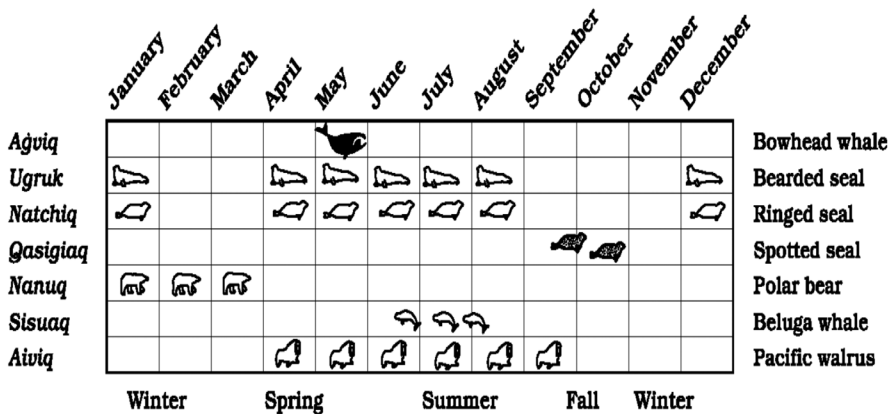 January February March April May June July August September October November December
Aġviq Bowhead whale
Ugruk Bearded seal
Natchiq Ringed seal
Qasigiaq Spotted seal
Nanuq Polar bear
Sisuaq Beluga whale
Aiviq Pacific walrus
Winter Spring Summer Fall Winter